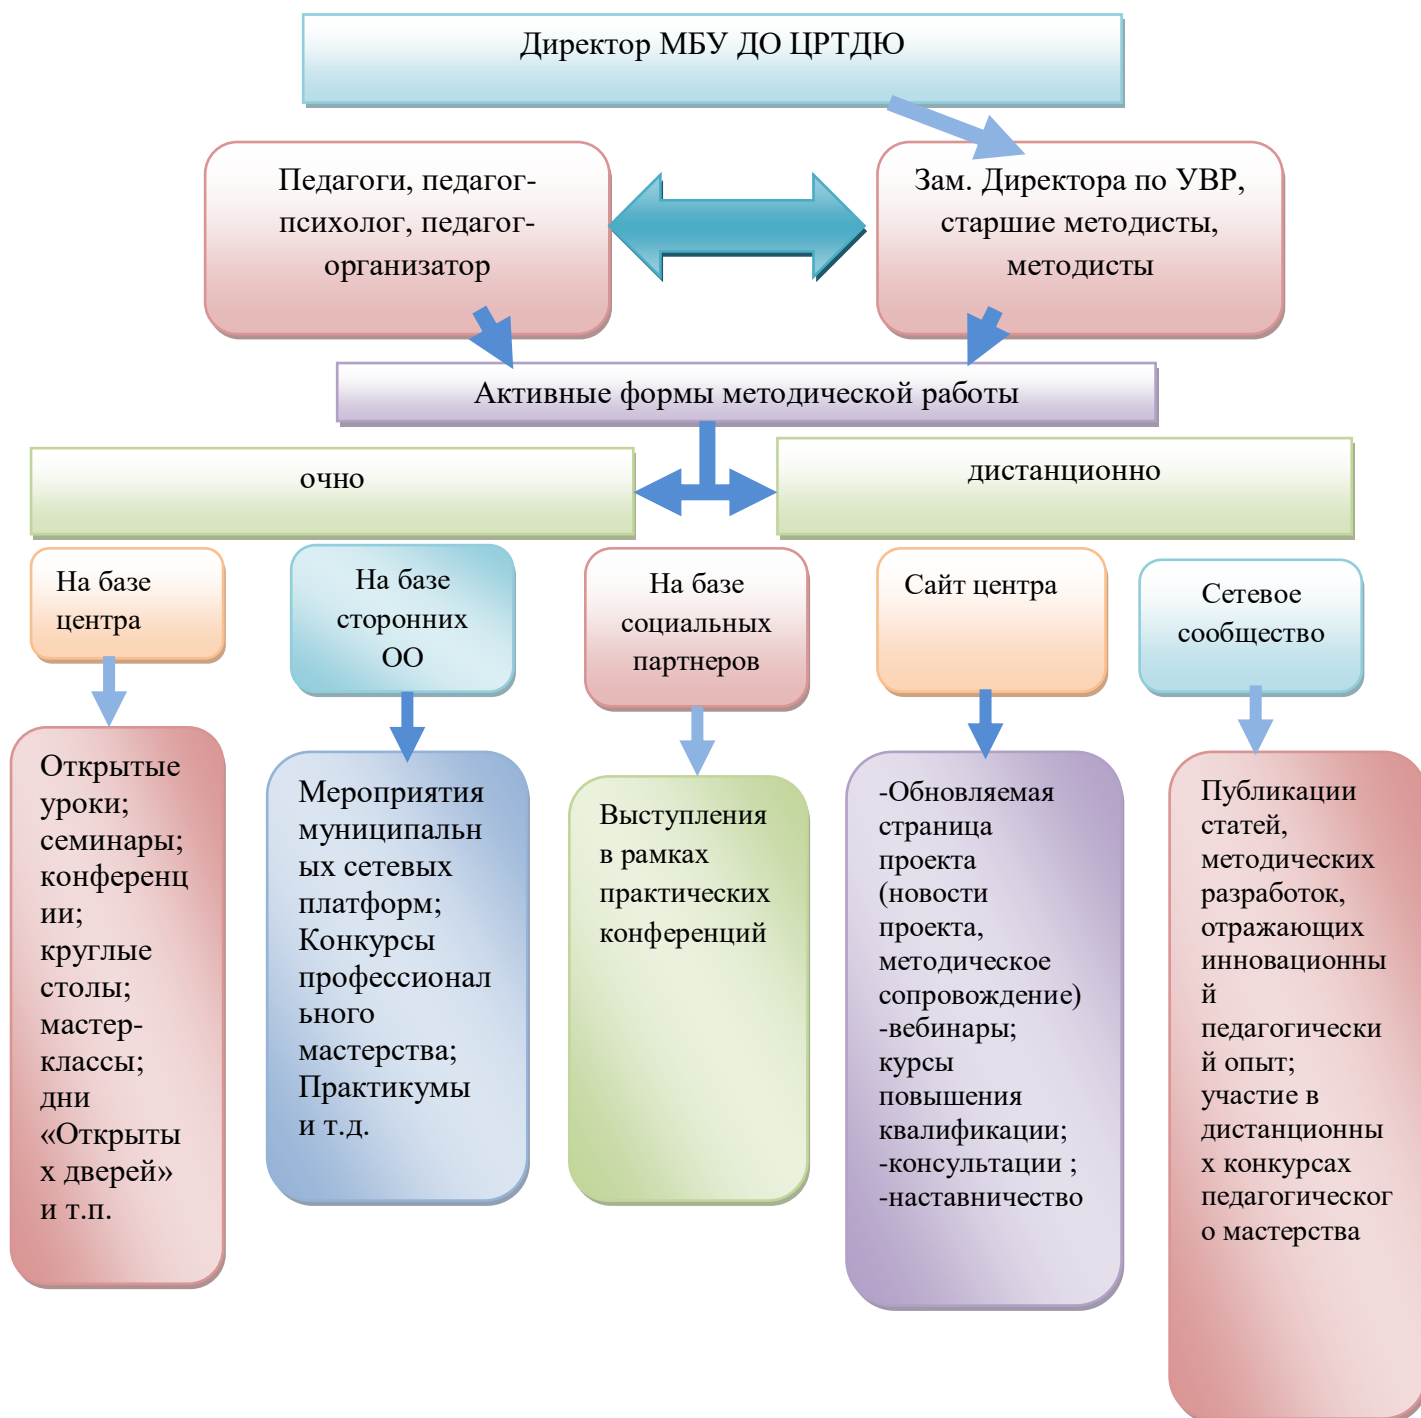 Директор МБУ ДО ЦРТДЮ
Педагоги, педагог-
психолог, педагог-
организатор
Зам. Директора по УВР,
старшие методисты,
методисты
Активные формы методической работы
очно
дистанционно
На базе
центра
На базе
сторонних
ОО
На базе
социальных
партнеров
Сайт центра
Сетевое
сообщество
Открытые
уроки;
семинары;
конференц
ии;
круглые
столы;
мастер-
классы;
дни
«Открыты
х дверей»
и т.п.
Мероприятия
муниципальн
ых сетевых
платформ;
Конкурсы
профессионал
ьного
мастерства;
Практикумы
и т.д.
Выступления
в рамках
практических
конференций
-Обновляемая
страница
проекта
(новости
проекта,
методическое
сопровождение)
-вебинары;
курсы
повышения
квалификации;
-консультации ;
-наставничество
Публикации
статей,
методических
разработок,
отражающих
инновационны
й
педагогически
й опыт;
участие в
дистанционны
х конкурсах
педагогическог
о мастерства